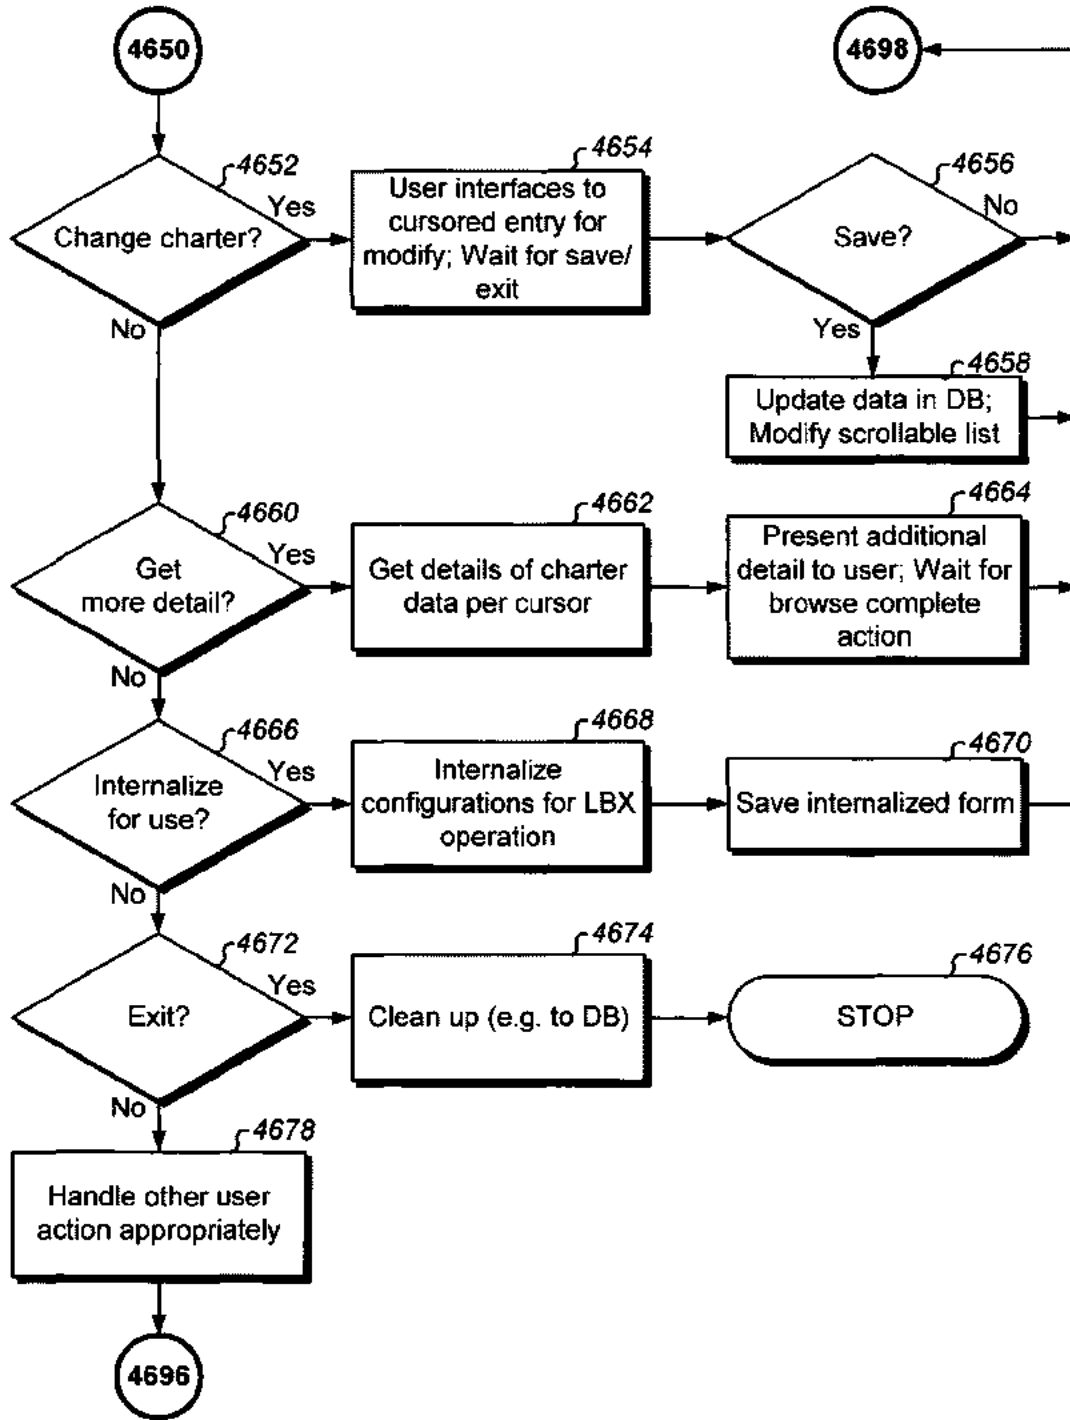 4650
4698
4652
Yes
Change charter?
No
4654
User interfaces to
cursored entry for
modify; Wait for save/
exit
4656
No
Save?
Yes
4658
Update data in DB;
Modify scrollable list
4660
Yes
Get
more detail?
No
4662
Get details of charter
data per cursor
4664
Present additional
detail to user; Wait for
browse complete
action
4666
Yes
Internalize
for use?
No
4668
Internalize
configurations for LBX
operation
4670
Save internalized form
4672
Yes
Exit?
No
4674
Clean up (e.g. to DB)
4676
STOP
4678
Handle other user
action appropriately
4696